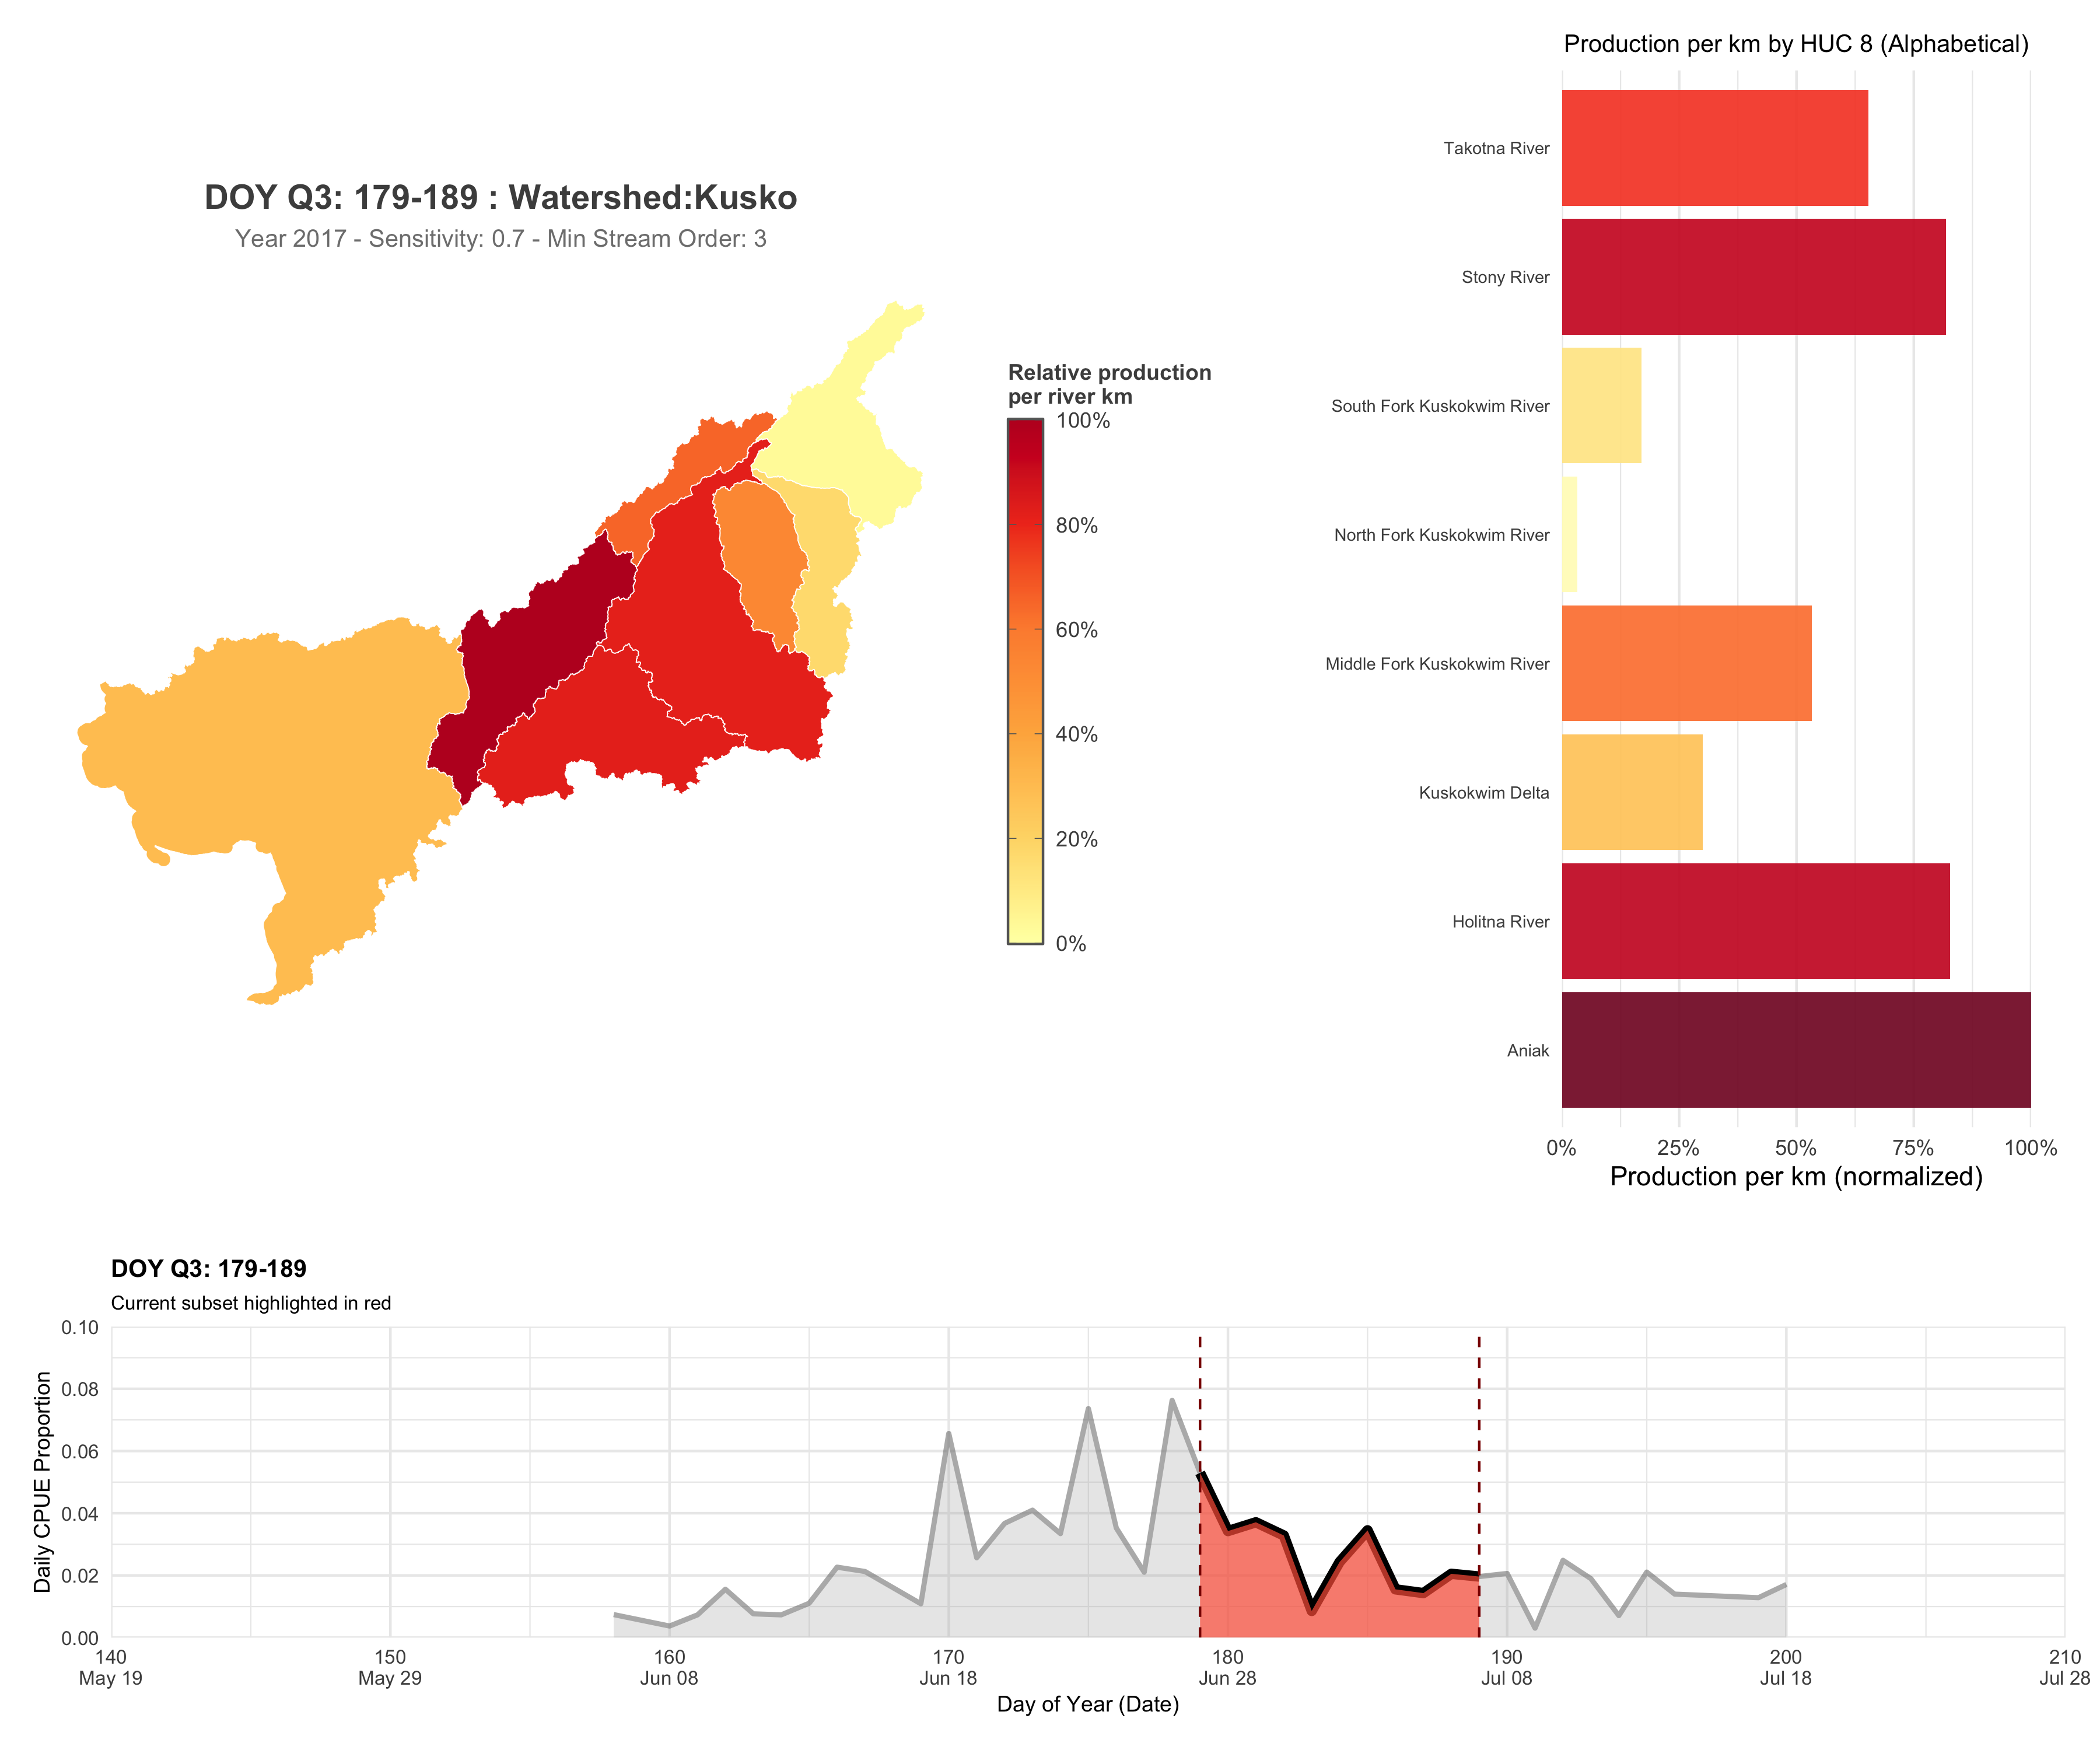 Production per km by HUC 8 (Alphabetical)
Takotna River
Stony River
South Fork Kuskokwim River
North Fork Kuskokwim River
Middle Fork Kuskokwim River
Kuskokwim Delta
Holitna River
Aniak
0% 25% 50% 75% 100%
Production per km (normalized)
DOY Q3: 179-189 : Watershed:Kusko
Year 2017 - Sensitivity: 0.7 - Min Stream Order: 3
Relative production
per river km
100%
80%
60%
40%
20%
0%
DOY Q3: 179-189
Current subset highlighted in red
Daily CPUE Proportion
0.10
0.08
0.06
0.04
0.02
0.00
140 150 160 170 180 190 200 210
May 19 May 29 Jun 08 Jun 18 Jun 28 Jul 08 Jul 18 Jul 28
Day of Year (Date)